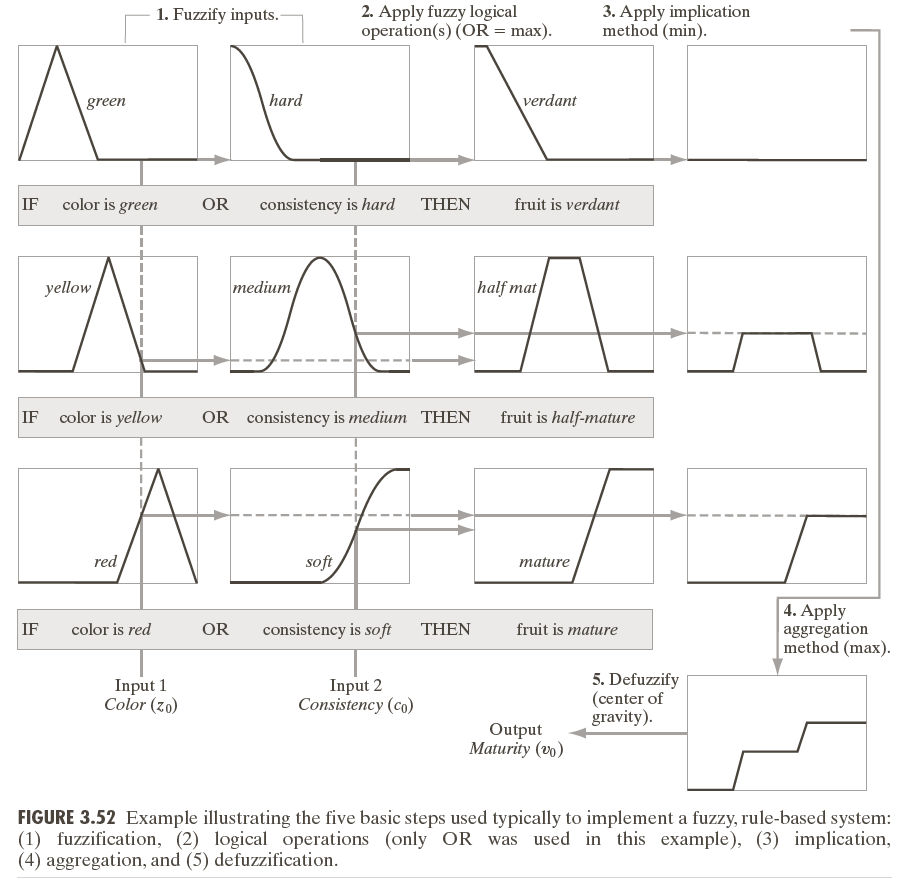 1. Fuzzify inputs.
2. Apply fuzzy logical
operation(s) (OR = max).
3. Apply implication
method (min).
green
hard
verdant
IF color is green OR consistency is hard THEN fruit is verdant
yellow
medium
half mat
IF color is yellow OR consistency is medium THEN fruit is half-mature
red
soft
mature
IF color is red OR consistency is soft THEN fruit is mature
4. Apply
aggregation
method (max).
Input 1
Color (z₀)
Input 2
Consistency (c₀)
5. Defuzzify
(center of
gravity).
Output
Maturity (v₀)
FIGURE 3.52 Example illustrating the five basic steps used typically to implement a fuzzy, rule-based system:
(1) fuzzification, (2) logical operations (only OR was used in this example), (3) implication,
(4) aggregation, and (5) defuzzification.